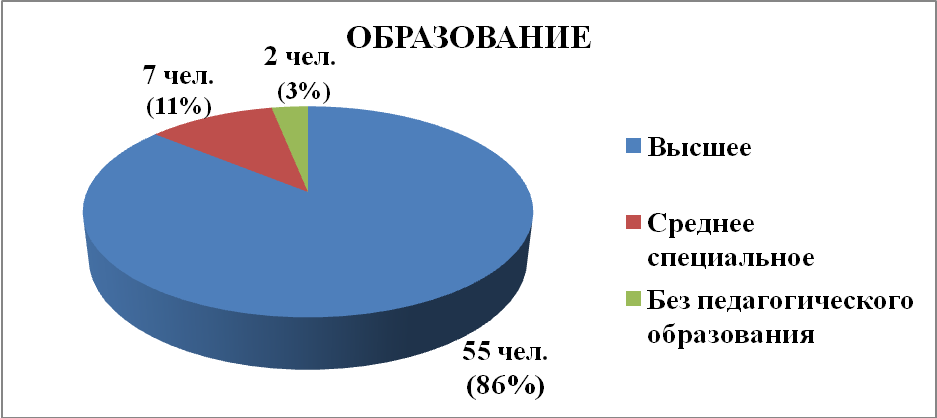 ОБРАЗОВАНИЕ
2 чел.
(3%)
7 чел.
(11%)
Высшее
Среднее
специальное
Без педагогического
образования
55 чел.
(86%)